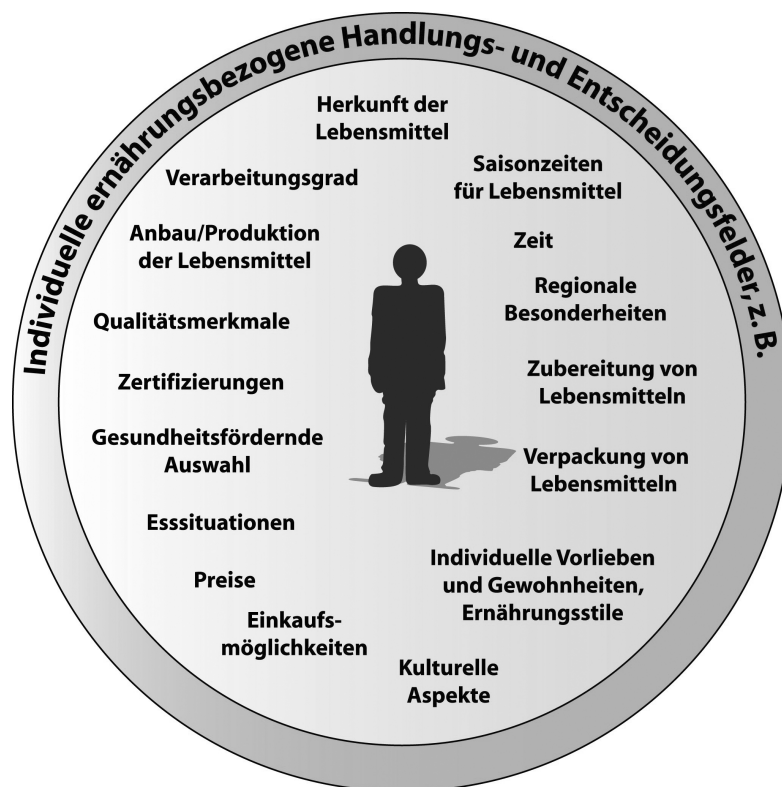 Individuelle ernährungsbezogene Handlungs- und Entscheidungsfelder, z. B.
Herkunft der
Lebensmittel
Saisonzeiten
für Lebensmittel
Verarbeitungsgrad
Zeit
Anbau/Produktion
der Lebensmittel
Regionale
Besonderheiten
Qualitätsmerkmale
Zubereitung von
Lebensmitteln
Zertifizierungen
Gesundheitsfördernde
Auswahl
Verpackung von
Lebensmitteln
Esssituationen
Individuelle Vorlieben
und Gewohnheiten,
Ernährungsstile
Preise
Einkaufs-
möglichkeiten
Kulturelle
Aspekte